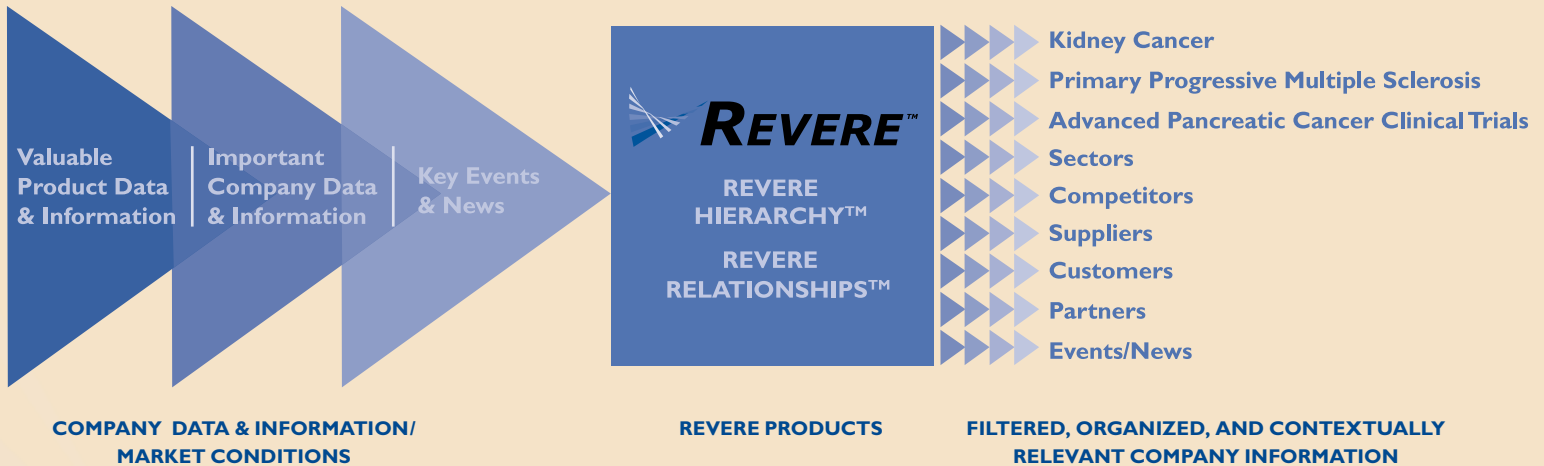 Valuable
Product Data
& Information
Important
Company Data
& Information
Key Events
& News
REVERE™
REVERE
HIERARCHY™
REVERE
RELATIONSHIPS™
Kidney Cancer
Primary Progressive Multiple Sclerosis
Advanced Pancreatic Cancer Clinical Trials
Sectors
Competitors
Suppliers
Customers
Partners
Events/News
COMPANY DATA & INFORMATION/
MARKET CONDITIONS
REVERE PRODUCTS
FILTERED, ORGANIZED, AND CONTEXTUALLY
RELEVANT COMPANY INFORMATION